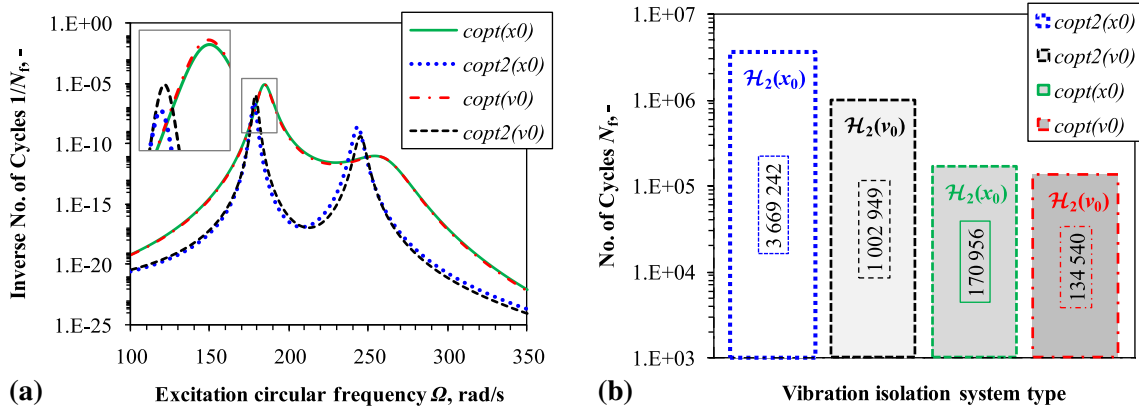 Inverse No. of Cycles 1/Nf, -
1.E+00
1.E-05
1.E-10
1.E-15
1.E-20
1.E-25
100
150
200
250
300
350
Excitation circular frequency Ω, rad/s
copt(x0)
copt2(x0)
copt(v0)
copt2(v0)
(a)
No. of Cycles Nf, -
1.E+07
1.E+06
1.E+05
1.E+04
1.E+03
H2(x0)
3 669 242
H2(v0)
1 002 949
H2(x0)
170 956
H2(v0)
134 540
copt2(x0)
copt2(v0)
copt(x0)
copt(v0)
Vibration isolation system type
(b)